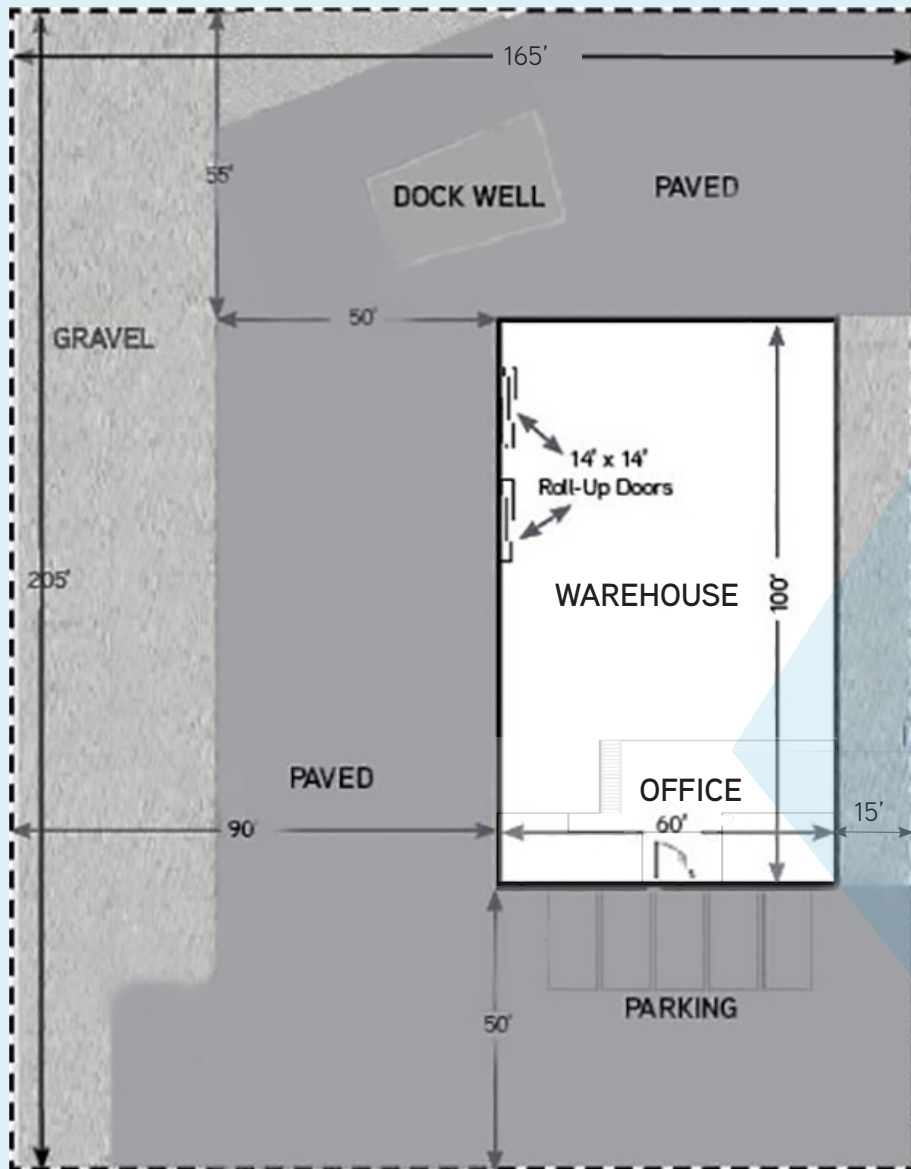 165'
55'
DOCK WELL
PAVED
50'
GRAVEL
14' x 14'
Roll-Up Doors
205'
WAREHOUSE
100'
PAVED
OFFICE
90'
60'
15'
PARKING
50'